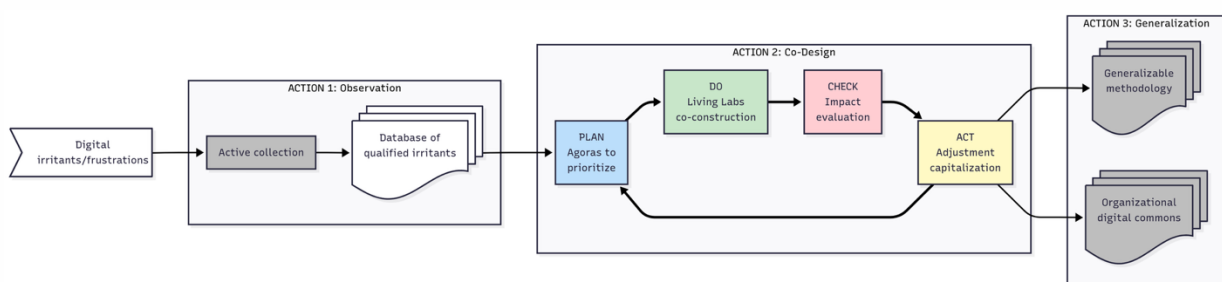 ACTION 1: Observation
Digital
irritants/frustrations
Active collection
Database of
qualified irritants
ACTION 2: Co-Design
PLAN
Agoras to
prioritize
DO
Living Labs
co-construction
CHECK
Impact
evaluation
ACT
Adjustment
capitalization
ACTION 3: Generalization
Generalizable
methodology
Organizational
digital commons